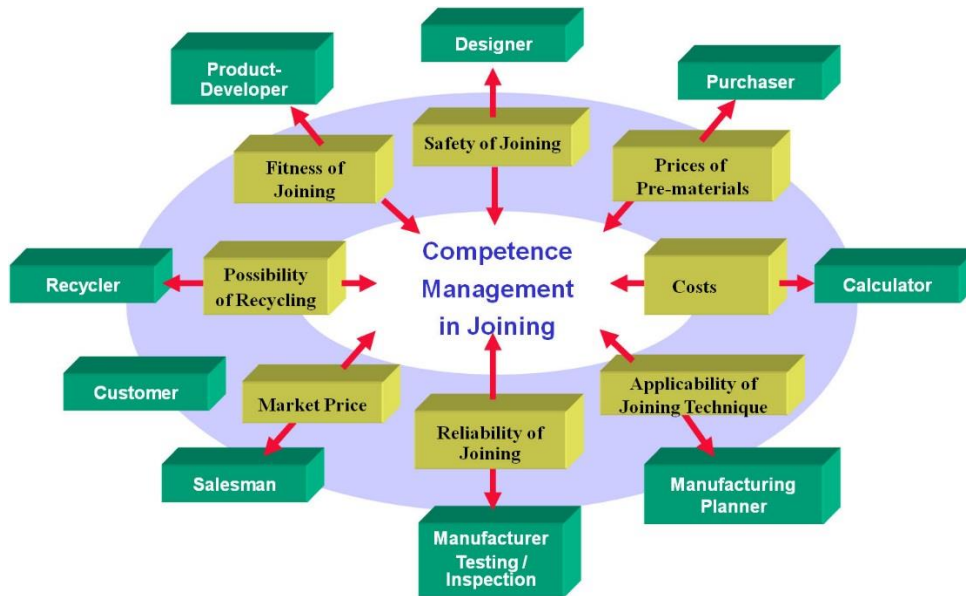 Designer
Product-
Developer
Purchaser
Safety of Joining
Fitness of
Joining
Prices of
Pre-materials
Competence
Management
in Joining
Recycler
Possibility
of Recycling
Costs
Calculator
Customer
Market Price
Applicability of
Joining Technique
Reliability of
Joining
Salesman
Manufacturing
Planner
Manufacturer
Testing /
Inspection